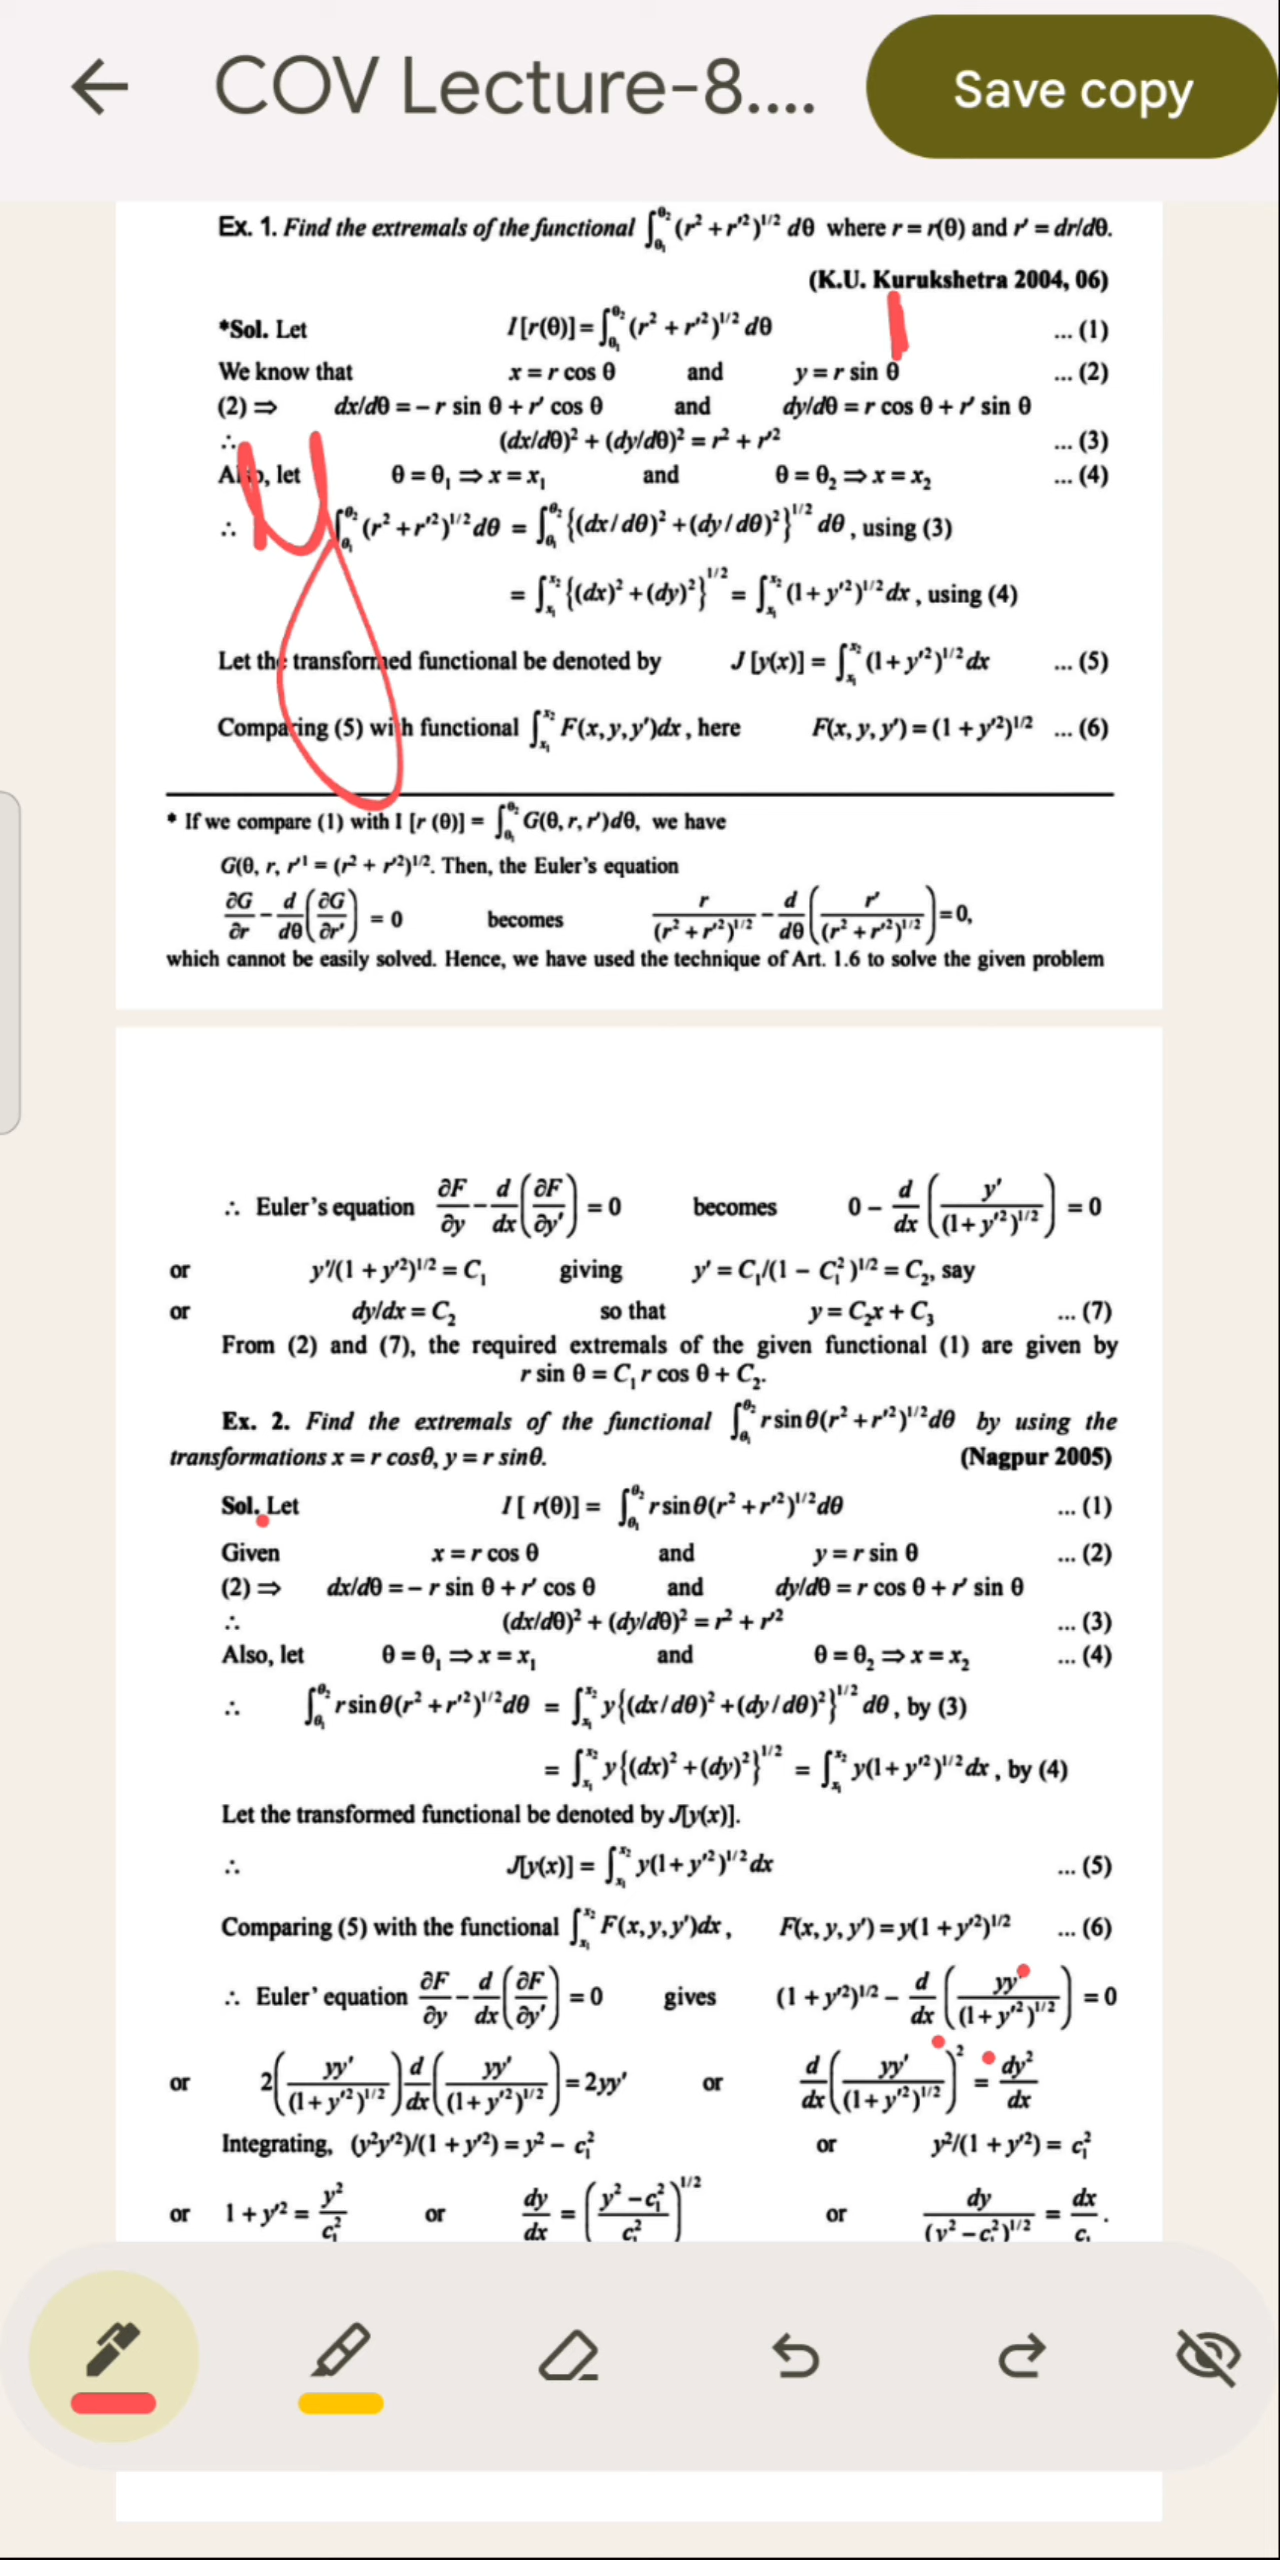 COV Lecture-8....
Save copy
Ex. 1. Find the extremals of the functional ∫_θ₁^θ₂ (r² + r'²)^1/2 dθ where r = r(θ) and r' = dr/dθ.
(K.U. Kurukshetra 2004, 06)
*Sol. Let I[r(θ)] = ∫_θ₁^θ₂ (r² + r'²)^1/2 dθ ... (1)
We know that x = r cos θ and y = r sin θ ... (2)
(2) ⇒ dx/dθ = – r sin θ + r' cos θ and dy/dθ = r cos θ + r' sin θ
∴ (dx/dθ)² + (dy/dθ)² = r² + r'² ... (3)
Also, let θ = θ₁ ⇒ x = x₁ and θ = θ₂ ⇒ x = x₂ ... (4)
∴ ∫_θ₁^θ₂ (r² + r'²)^1/2 dθ = ∫_θ₁^θ₂ {(dx/dθ)² + (dy/dθ)²}^1/2 dθ, using (3)
= ∫_x₁^x₂ {(dx)² + (dy)²}^1/2 = ∫_x₁^x₂ (1 + y'²)^1/2 dx, using (4)
Let the transformed functional be denoted by J[y(x)] = ∫_x₁^x₂ (1 + y'²)^1/2 dx ... (5)
Comparing (5) with functional ∫_x₁^x₂ F(x, y, y')dx, here F(x, y, y') = (1 + y'²)^1/2 ... (6)
* If we compare (1) with I [r (θ)] = ∫_θ₁^θ₂ G(θ, r, r')dθ, we have
G(θ, r, r'¹ = (r² + r'²)^1/2. Then, the Euler's equation
∂G/∂r – d/dθ (∂G/∂r') = 0 becomes r/(r² + r'²)^1/2 – d/dθ (r'/(r² + r'²)^1/2) = 0,
which cannot be easily solved. Hence, we have used the technique of Art. 1.6 to solve the given problem
∴ Euler's equation ∂F/∂y – d/dx (∂F/∂y') = 0 becomes 0 – d/dx (y'/(1 + y'²)^1/2) = 0
or y'/(1 + y'²)^1/2 = C₁ giving y' = C₁/(1 – C₁²)^1/2 = C₂, say
or dy/dx = C₂ so that y = C₂x + C₃ ... (7)
From (2) and (7), the required extremals of the given functional (1) are given by
r sin θ = C₁ r cos θ + C₂.
Ex. 2. Find the extremals of the functional ∫_θ₁^θ₂ r sin θ (r² + r'²)^1/2 dθ by using the
transformations x = r cosθ, y = r sinθ. (Nagpur 2005)
Sol. Let I[ r(θ)] = ∫_θ₁^θ₂ r sin θ (r² + r'²)^1/2 dθ ... (1)
Given x = r cos θ and y = r sin θ ... (2)
(2) ⇒ dx/dθ = – r sin θ + r' cos θ and dy/dθ = r cos θ + r' sin θ
∴ (dx/dθ)² + (dy/dθ)² = r² + r'² ... (3)
Also, let θ = θ₁ ⇒ x = x₁ and θ = θ₂ ⇒ x = x₂ ... (4)
∴ ∫_θ₁^θ₂ r sin θ (r² + r'²)^1/2 dθ = ∫_x₁^x₂ y{(dx/dθ)² + (dy/dθ)²}^1/2 dθ, by (3)
= ∫_x₁^x₂ y{(dx)² + (dy)²}^1/2 = ∫_x₁^x₂ y(1 + y'²)^1/2 dx, by (4)
Let the transformed functional be denoted by J[y(x)].
∴ J[y(x)] = ∫_x₁^x₂ y(1 + y'²)^1/2 dx ... (5)
Comparing (5) with the functional ∫_x₁^x₂ F(x, y, y')dx, F(x, y, y') = y(1 + y'²)^1/2 ... (6)
∴ Euler' equation ∂F/∂y – d/dx (∂F/∂y') = 0 gives (1 + y'²)^1/2 – d/dx (yy'/(1 + y'²)^1/2) = 0
or 2(yy'/(1 + y'²)^1/2) d/dx (yy'/(1 + y'²)^1/2) = 2yy' or d/dx (yy'/(1 + y'²)^1/2)² = dy²/dx
Integrating, (y²y'²)/(1 + y'²) = y² – c₁² or y²/(1 + y'²) = c₁²
or 1 + y'² = y²/c₁² or dy/dx = ((y² – c₁²)/c₁²)^1/2 or dy/(y² – c₁²)^1/2 = dx/c₁.